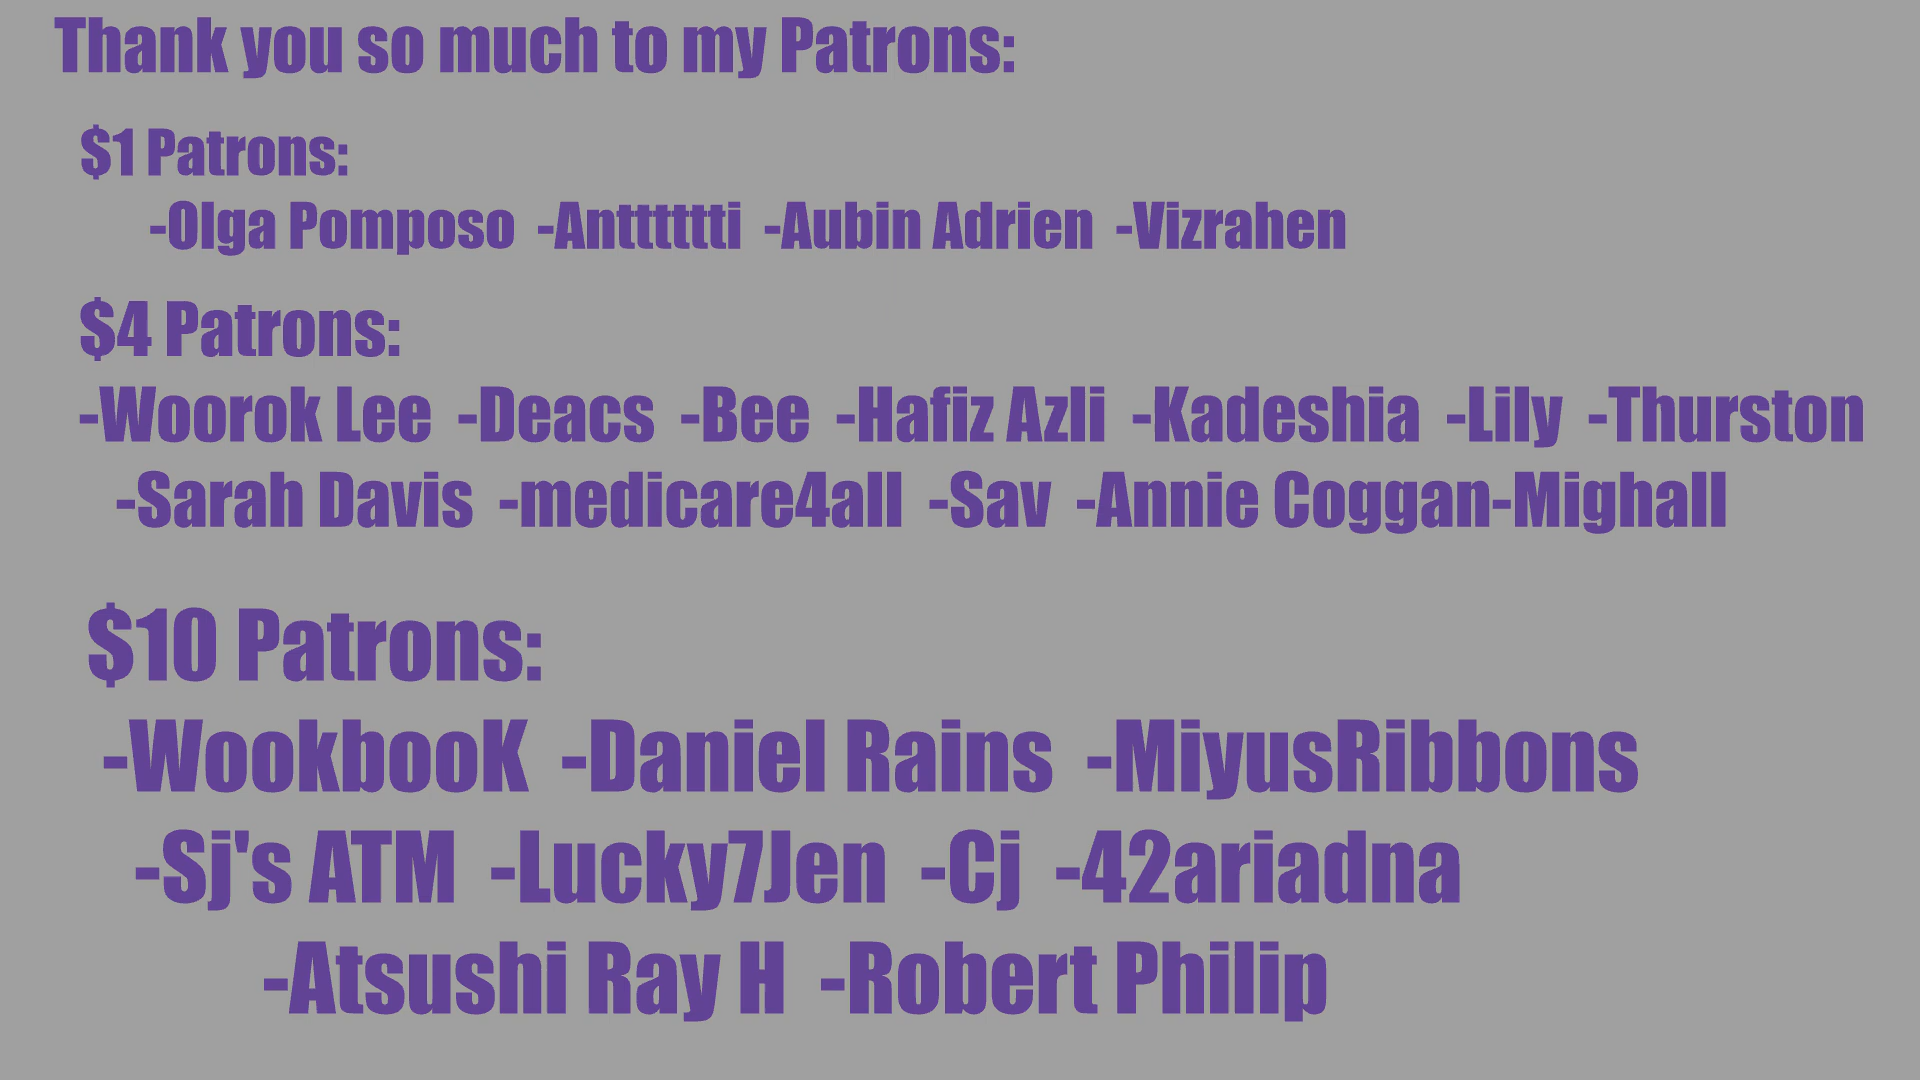 Thank you so much to my Patrons:
$1 Patrons:
-Olga Pomposo -Anttttttti -Aubin Adrien -Vizrahen
$4 Patrons:
-Woorok Lee -Deacs -Bee -Hafiz Azli -Kadeshia -Lily -Thurston
-Sarah Davis -medicare4all -Sav -Annie Coggan-Mighall
$10 Patrons:
-WookbooK -Daniel Rains -MiyusRibbons
-Sj's ATM -Lucky7Jen -Cj -42ariadna
-Atsushi Ray H -Robert Philip